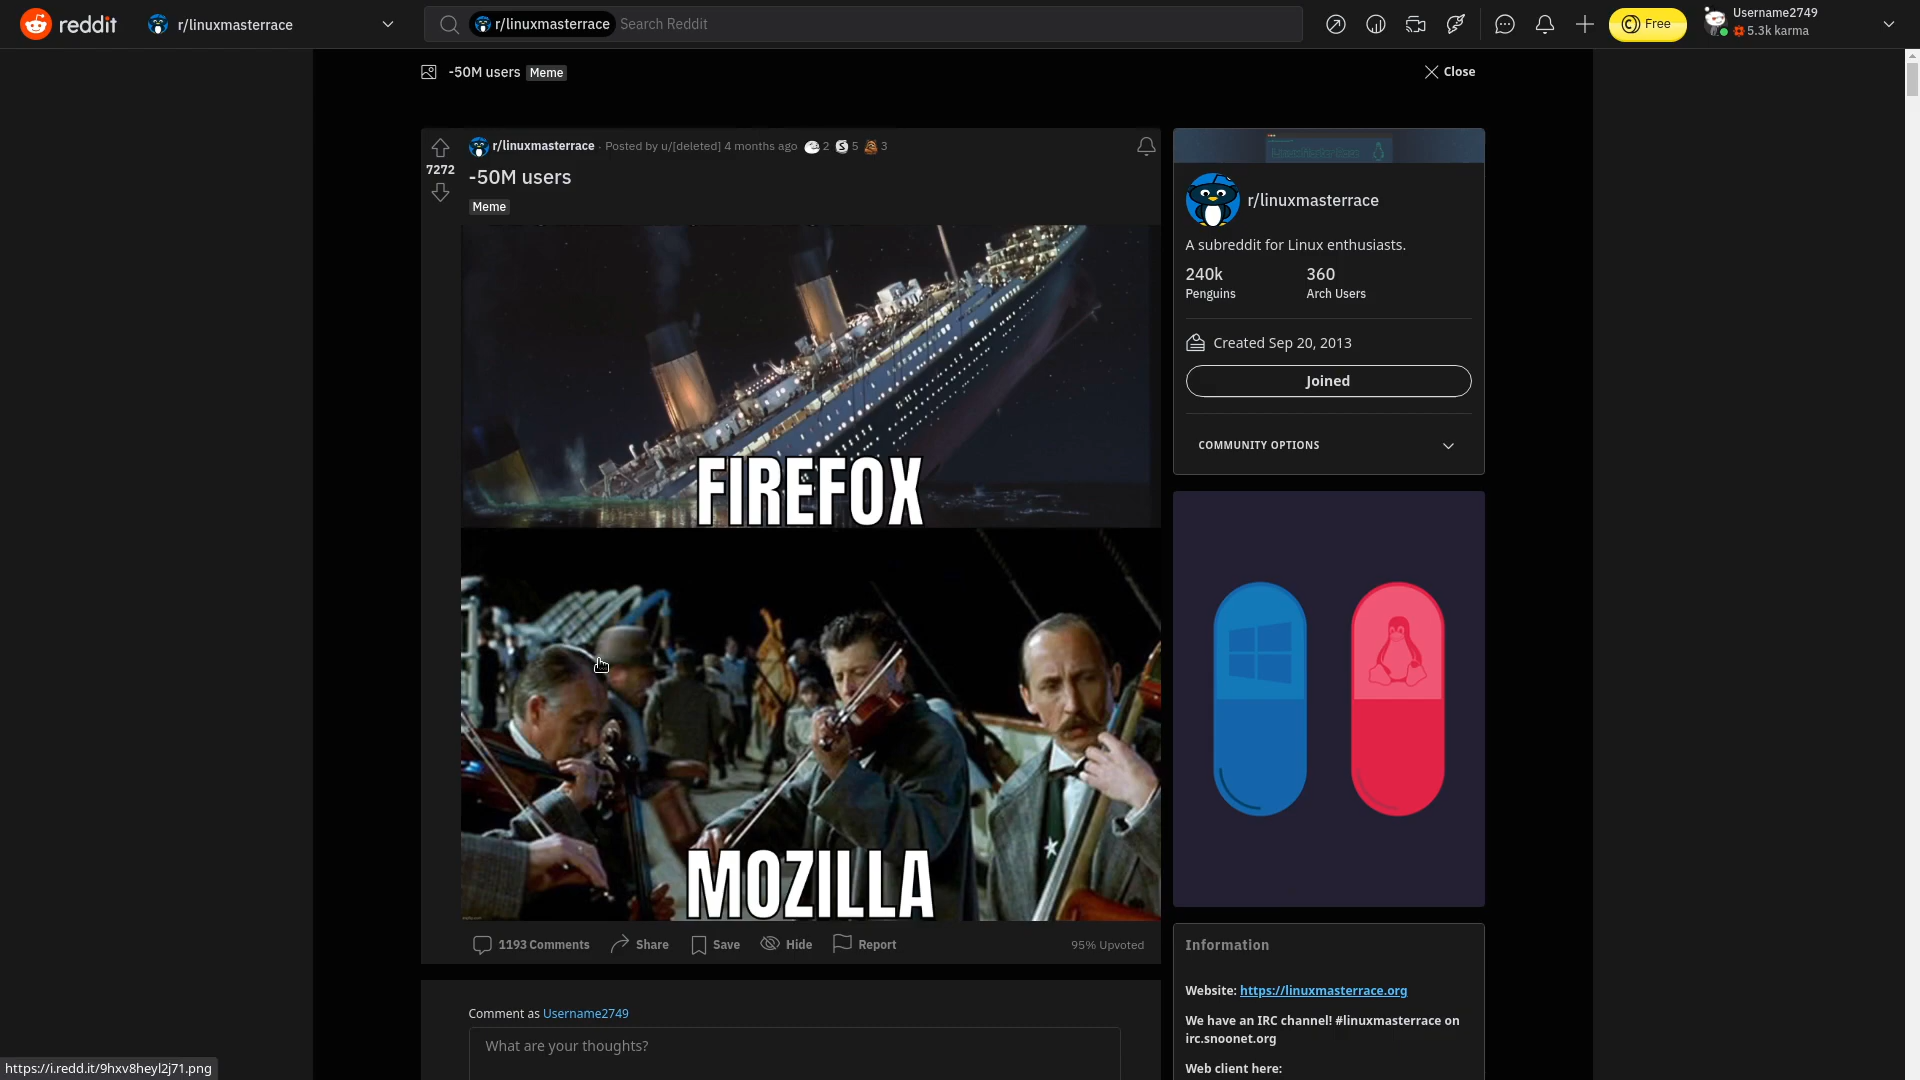 reddit
r/linuxmasterrace
r/linuxmasterrace Search Reddit
Free
Username2749
5.3k karma
-50M users Meme
Close
r/linuxmasterrace · Posted by u/[deleted] 4 months ago 2 5 3
7272
-50M users
Meme
FIREFOX
MOZILLA
1193 Comments Share Save Hide Report 95% Upvoted
Comment as Username2749
What are your thoughts?
r/linuxmasterrace
A subreddit for Linux enthusiasts.
240k 360
Penguins Arch Users
Created Sep 20, 2013
Joined
COMMUNITY OPTIONS
Information
Website: https://linuxmasterrace.org
We have an IRC channel! #linuxmasterrace on
irc.snoonet.org
Web client here:
https://i.redd.it/9hxv8heyl2j71.png